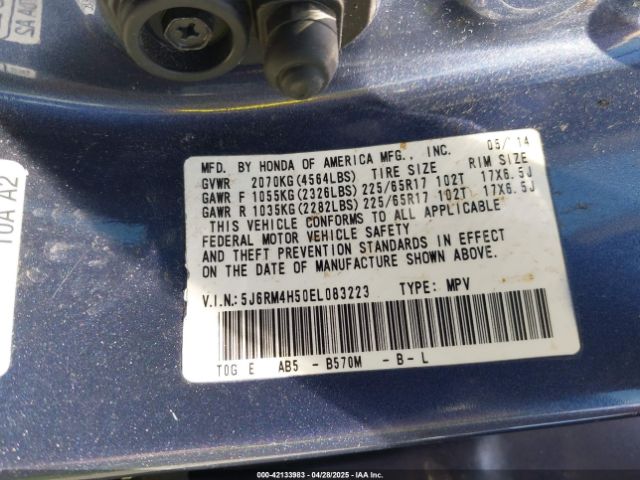 SA
10A A2
05/14
MFD. BY HONDA OF AMERICA MFG., INC.
GVWR 2070KG(4564LBS) TIRE SIZE RIM SIZE
GAWR F 1055KG(2326LBS) 225/65R17 102T 17X6.5J
GAWR R 1035KG(2282LBS) 225/65R17 102T 17X6.5J
THIS VEHICLE CONFORMS TO ALL APPLICABLE
FEDERAL MOTOR VEHICLE SAFETY
AND THEFT PREVENTION STANDARDS IN EFFECT
ON THE DATE OF MANUFACTURE SHOWN ABOVE.
V.I.N.:5J6RM4H50EL083223 TYPE: MPV
TOG E AB5 - B570M - B - L
000-42133983 04/28/2025 IAA Inc.